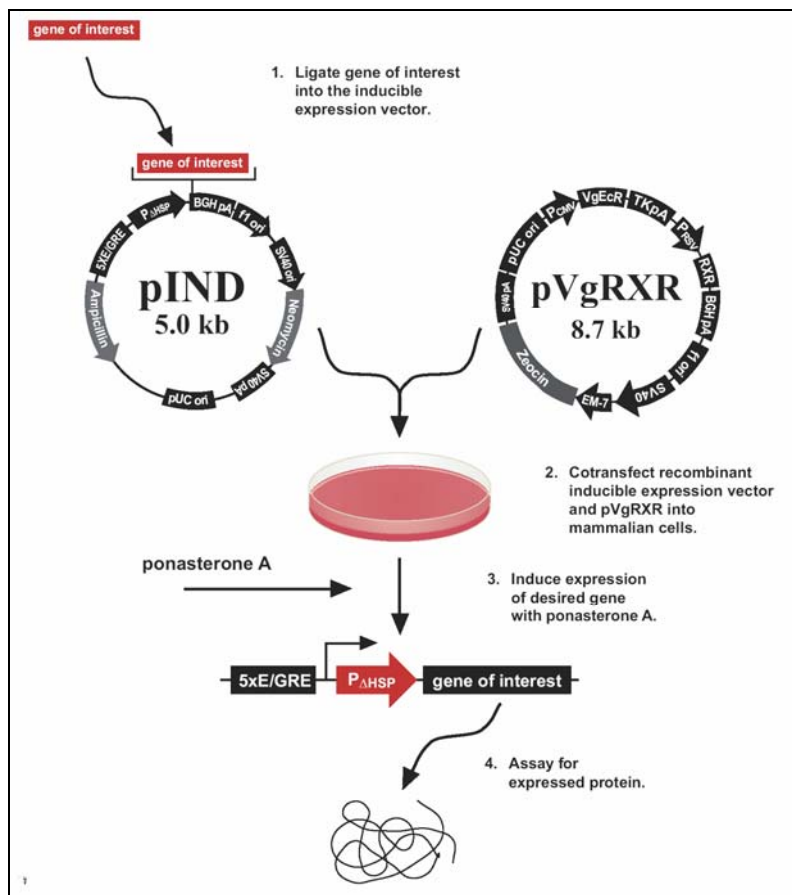 gene of interest
1. Ligate gene of interest
into the inducible
expression vector.
gene of interest
5XE/GRE
PΔHSP
BGH pA
f1 ori
SV40 ori
Neomycin
SV40 pA
pUC ori
Ampicillin
pIND
5.0 kb
SV40 pA
pUC ori
PCMV
VgEcR
TKpA
PRSV
RXR
BGH pA
f1 ori
SV40
EM-7
Zeocin
pVgRXR
8.7 kb
2. Cotransfect recombinant
inducible expression vector
and pVgRXR into
mammalian cells.
ponasterone A
3. Induce expression
of desired gene
with ponasterone A.
5xE/GRE
PΔHSP
gene of interest
4. Assay for
expressed protein.